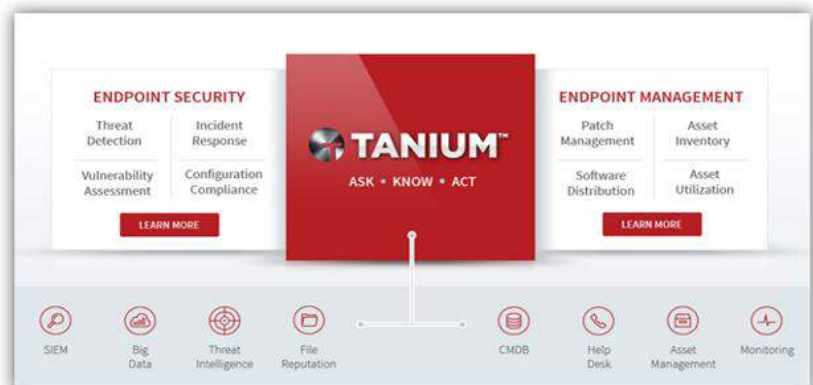 ENDPOINT SECURITY
Threat Detection
Incident Response
Vulnerability Assessment
Configuration Compliance
LEARN MORE
TANIUM™
ASK • KNOW • ACT
ENDPOINT MANAGEMENT
Patch Management
Asset Inventory
Software Distribution
Asset Utilization
LEARN MORE
SIEM
Big Data
Threat Intelligence
File Reputation
CMDB
Help Desk
Asset Management
Monitoring